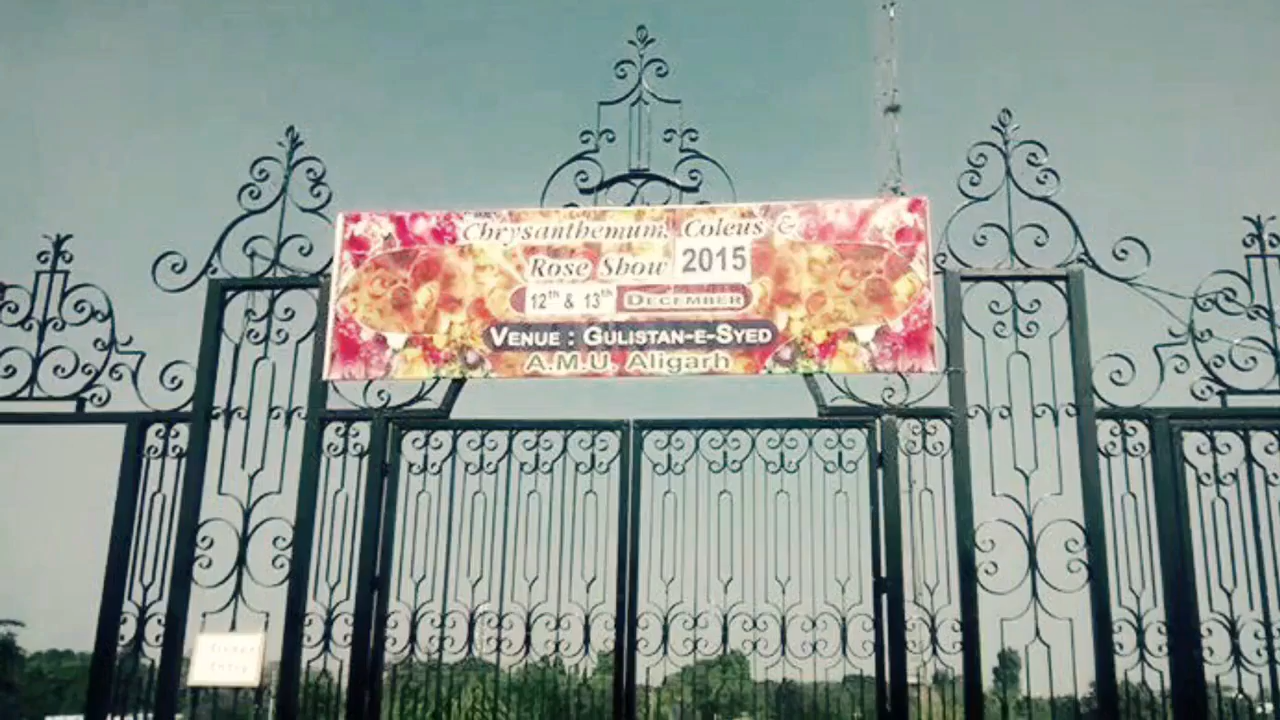 Chrysanthemum, Coleus &
Rose Show 2015
12th & 13th DECEMBER
VENUE : GULISTAN-E-SYED
A.M.U. Aligarh